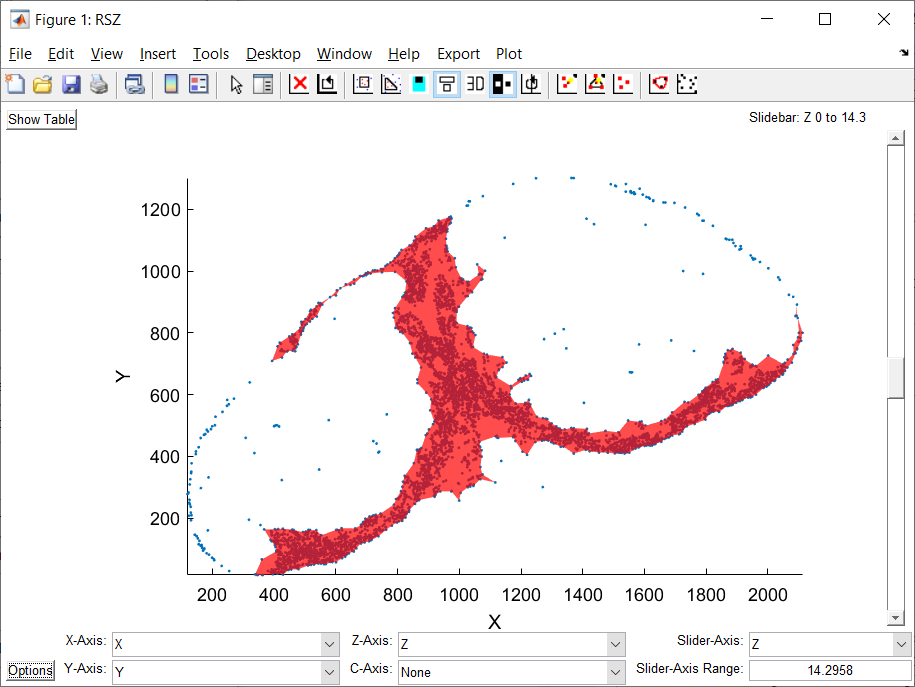 Figure 1: RSZ
File Edit View Insert Tools Desktop Window Help Export Plot
3D
Show Table
Slidebar: Z 0 to 14.3
1200
1000
800
600
400
200
Y
200 400 600 800 1000 1200 1400 1600 1800 2000
X
X-Axis: X Z-Axis: Z Slider-Axis: Z
Options Y-Axis: Y C-Axis: None Slider-Axis Range: 14.2958